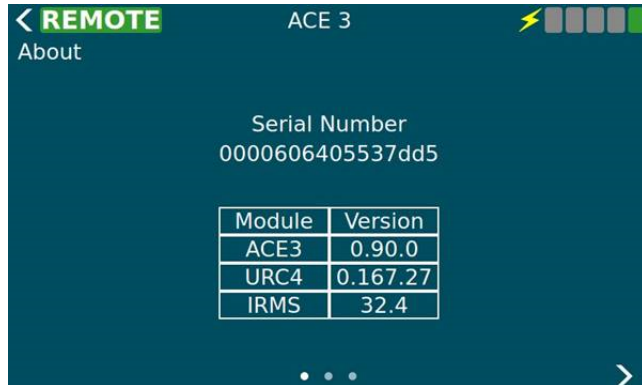 REMOTE ACE 3
About
Serial Number
0000606405537dd5
Module Version
ACE3 0.90.0
URC4 0.167.27
IRMS 32.4